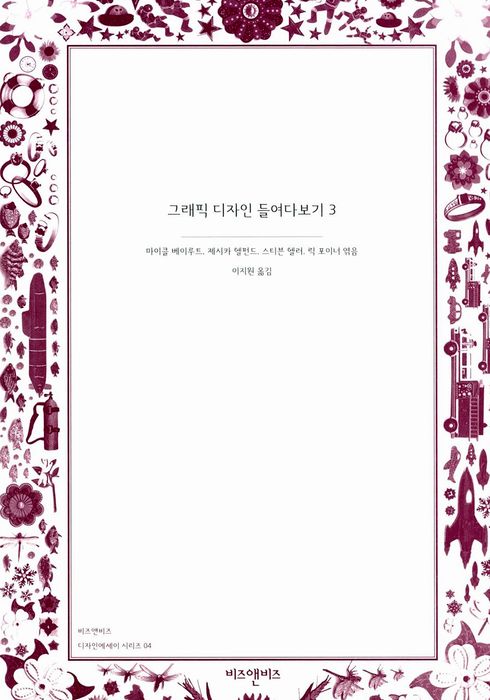 그래픽 디자인 들여다보기 3
마이클 베이루트, 제시카 헬펀드, 스티븐 헬러, 릭 포이너 엮음
이지원 옮김
비즈앤비즈
디자인에세이 시리즈 04
비즈앤비즈